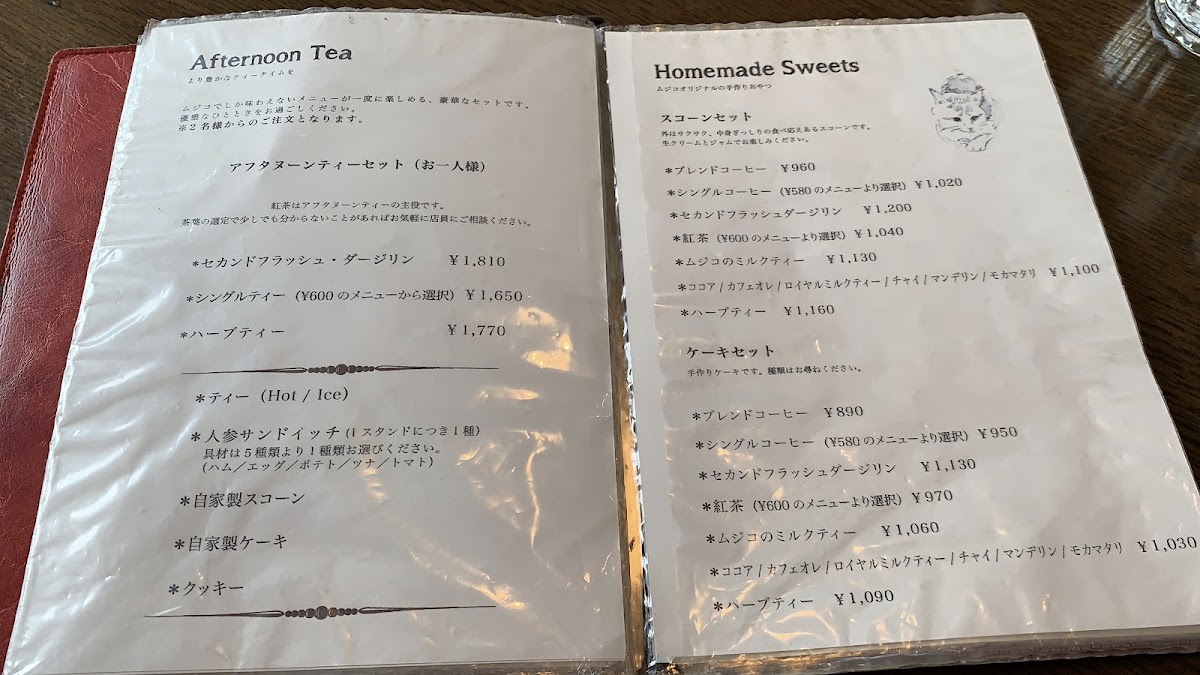 Afternoon Tea
より豊かなティータイムを
ムジコでしか味わえないメニューが一度に楽しめる、豪華なセットです。
優雅なひとときをお過ごしください。
※2名様からのご注文となります。
アフタヌーンティーセット（お一人様）
紅茶はアフタヌーンティーの主役です。
茶葉の選定で少しでも分からないことがあればお気軽に店員にご相談ください。
＊セカンドフラッシュ・ダージリン ￥1,810
＊シングルティー（¥600のメニューから選択）￥1,650
＊ハーブティー ￥1,770
＊ティー（Hot / Ice）
＊人参サンドイッチ（1スタンドにつき1種）
具材は5種類より1種類お選びください。
（ハム／エッグ／ポテト／ツナ／トマト）
＊自家製スコーン
＊自家製ケーキ
＊クッキー
Homemade Sweets
ムジコオリジナルの手作りおやつ
スコーンセット
外はサクサク、中身ぎっしりの食べ応えあるスコーンです。
生クリームとジャムでお楽しみください。
＊ブレンドコーヒー ￥960
＊シングルコーヒー（¥580のメニューより選択）￥1,020
＊セカンドフラッシュダージリン ￥1,200
＊紅茶（¥600のメニューより選択）￥1,040
＊ムジコのミルクティー ￥1,130
＊ココア / カフェオレ / ロイヤルミルクティー / チャイ / マンデリン / モカマタリ ￥1,100
＊ハーブティー ￥1,160
ケーキセット
手作りケーキです。種類はお尋ねください。
＊ブレンドコーヒー ￥890
＊シングルコーヒー（¥580のメニューより選択）￥950
＊セカンドフラッシュダージリン ￥1,130
＊紅茶（¥600のメニューより選択）￥970
＊ムジコのミルクティー ￥1,060
＊ココア / カフェオレ / ロイヤルミルクティー / チャイ / マンデリン / モカマタリ ￥1,030
＊ハーブティー ￥1,090